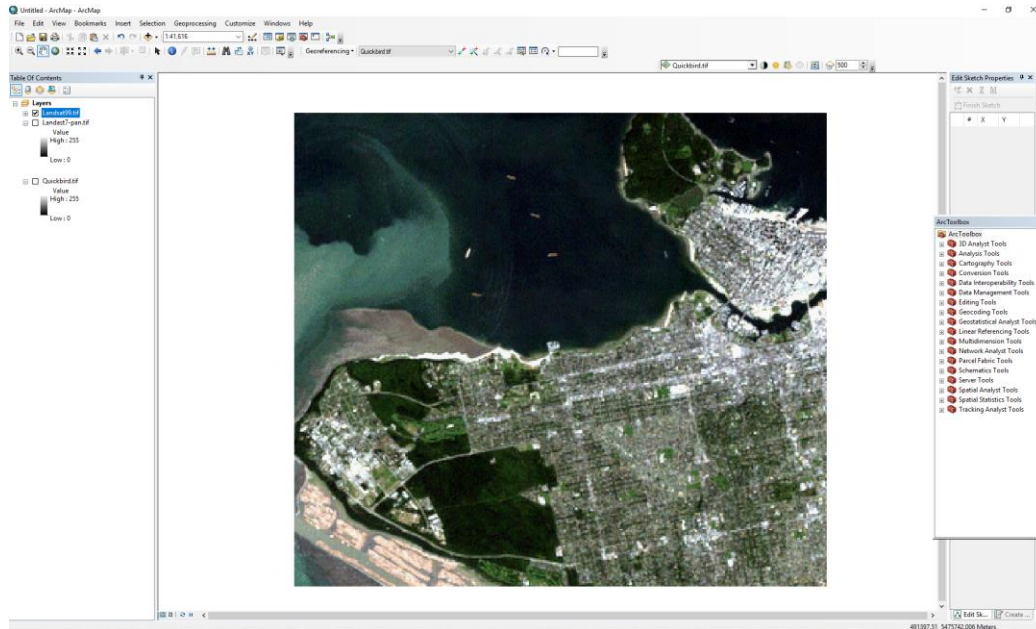 Untitled - ArcMap - ArcMap
File Edit View Bookmarks Insert Selection Geoprocessing Customize Windows Help
1:41,616
Georeferencing Quickbird.tif
Quickbird.tif 500
Table Of Contents
Layers
Landsat99.tif
Landast7-pan.tif
Value
High : 255
Low : 0
Quickbird.tif
Value
High : 255
Low : 0
Edit Sketch Properties
Finish Sketch
# X Y
ArcToolbox
ArcToolbox
3D Analyst Tools
Analysis Tools
Cartography Tools
Conversion Tools
Data Interoperability Tools
Data Management Tools
Editing Tools
Geocoding Tools
Geostatistical Analyst Tools
Linear Referencing Tools
Multidimension Tools
Network Analyst Tools
Parcel Fabric Tools
Schematics Tools
Server Tools
Spatial Analyst Tools
Spatial Statistics Tools
Tracking Analyst Tools
Edit Sk... Create ...
491397.51 5475742.006 Meters